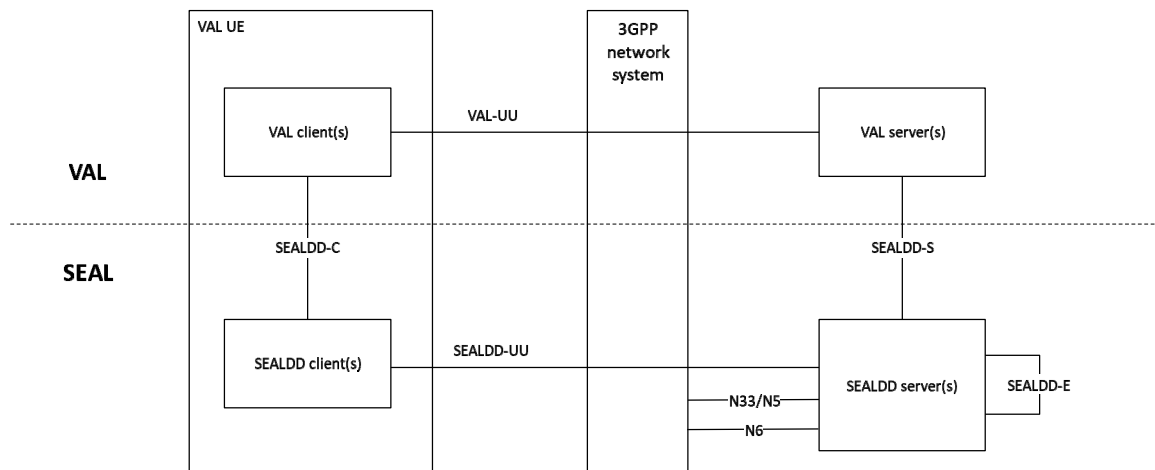 VAL UE
3GPP
network
system
VAL client(s)
VAL-UU
VAL server(s)
VAL
SEALDD-C
SEALDD-S
SEAL
SEALDD client(s)
SEALDD-UU
SEALDD server(s)
SEALDD-E
N33/N5
N6